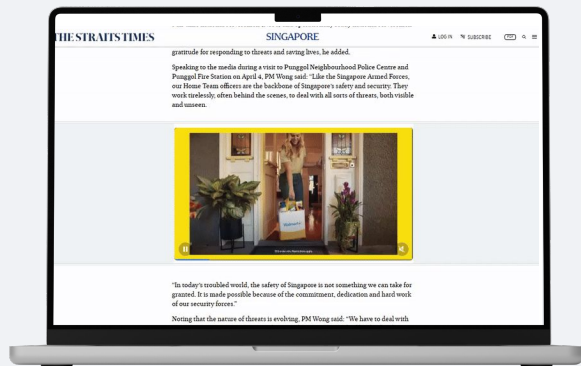 THE STRAITS TIMES
SINGAPORE
LOG IN
SUBSCRIBE
PDF
gratitude for responding to threats and saving lives, he added.
Speaking to the media during a visit to Punggol Neighbourhood Police Centre and
Punggol Fire Station on April 4, PM Wong said: “Like the Singapore Armed Forces,
our Home Team officers are the backbone of Singapore’s safety and security. They
work tirelessly, often behind the scenes, to deal with all sorts of threats, both visible
and unseen.
Walmart
“In today’s troubled world, the safety of Singapore is not something we can take for
granted. It is made possible because of the commitment, dedication and hard work
of our security forces.”
Noting that the nature of threats is evolving, PM Wong said: “We have to deal with